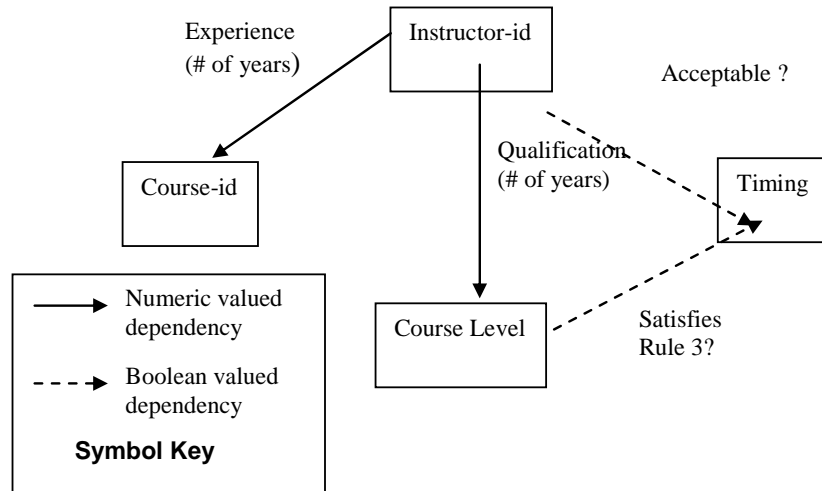 Experience
(# of years)
Instructor-id
Acceptable ?
Course-id
Qualification
(# of years)
Timing
Numeric valued
dependency
Course Level
Satisfies
Rule 3?
Boolean valued
dependency
Symbol Key